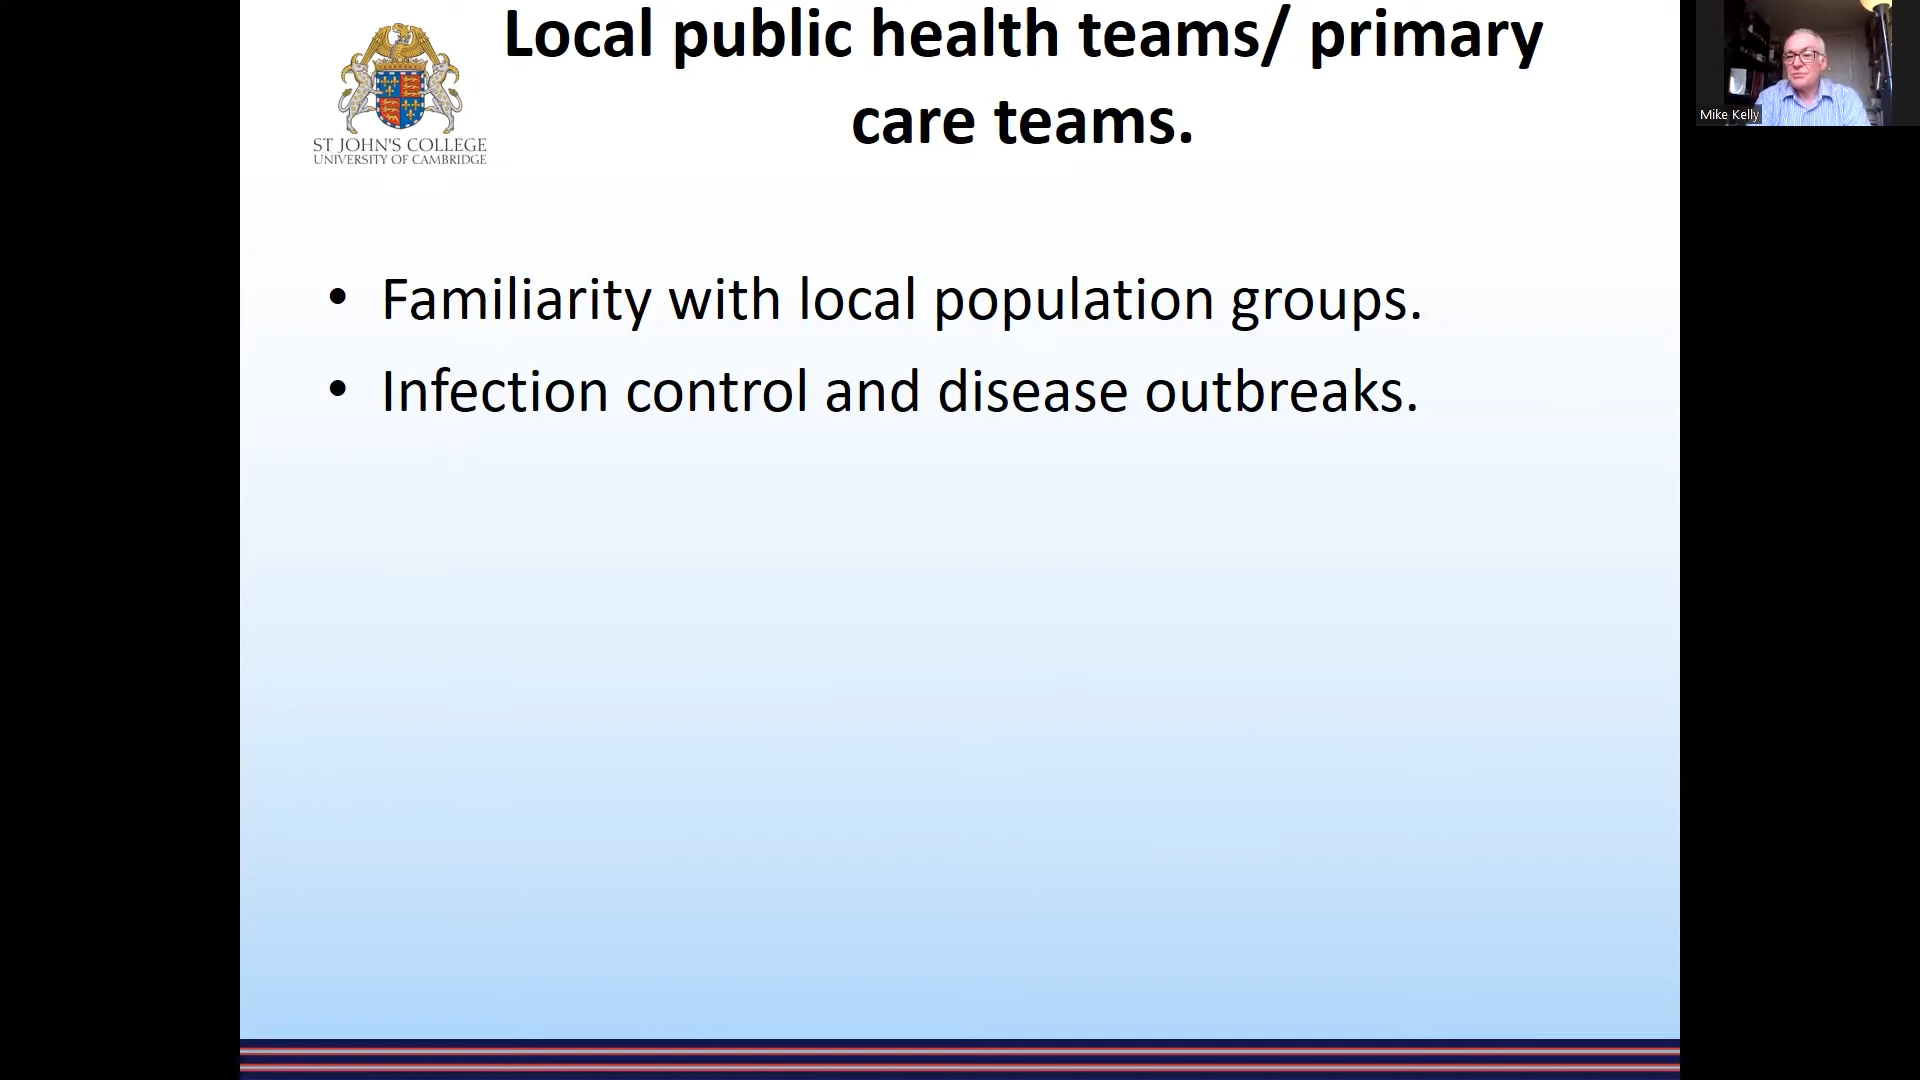 Local public health teams/ primary
care teams.
ST JOHN'S COLLEGE
UNIVERSITY OF CAMBRIDGE
Mike Kelly
• Familiarity with local population groups.
• Infection control and disease outbreaks.